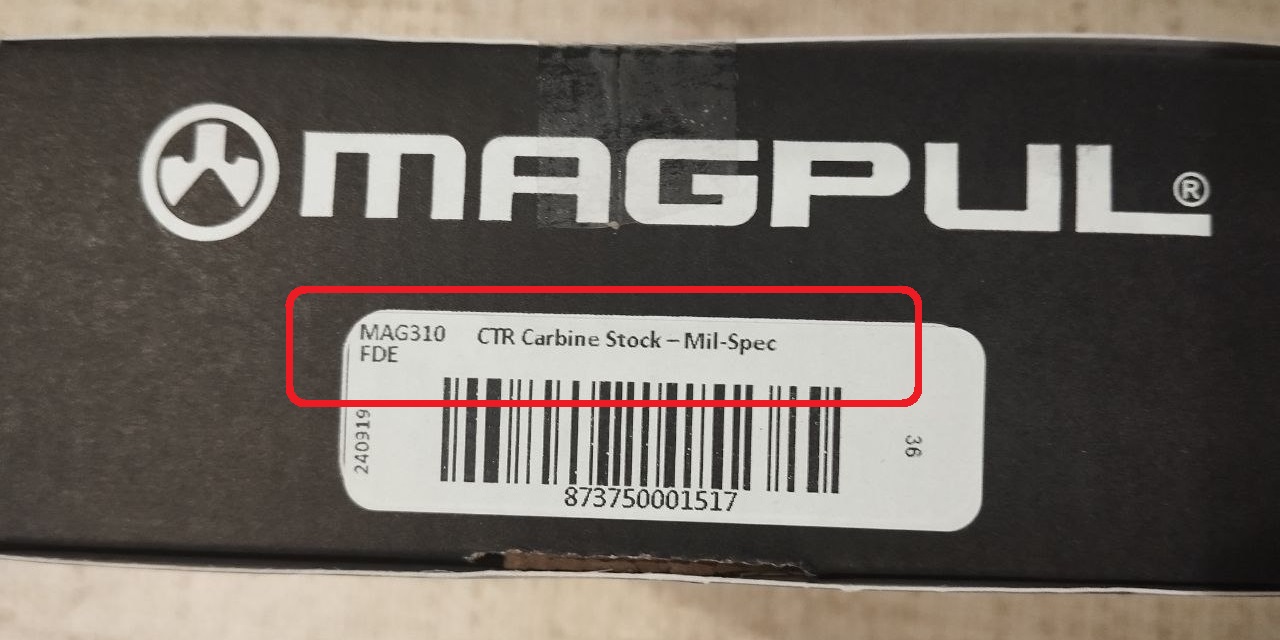 MAGPUL®
MAG310 CTR Carbine Stock – Mil-Spec
FDE
240919
36
873750001517